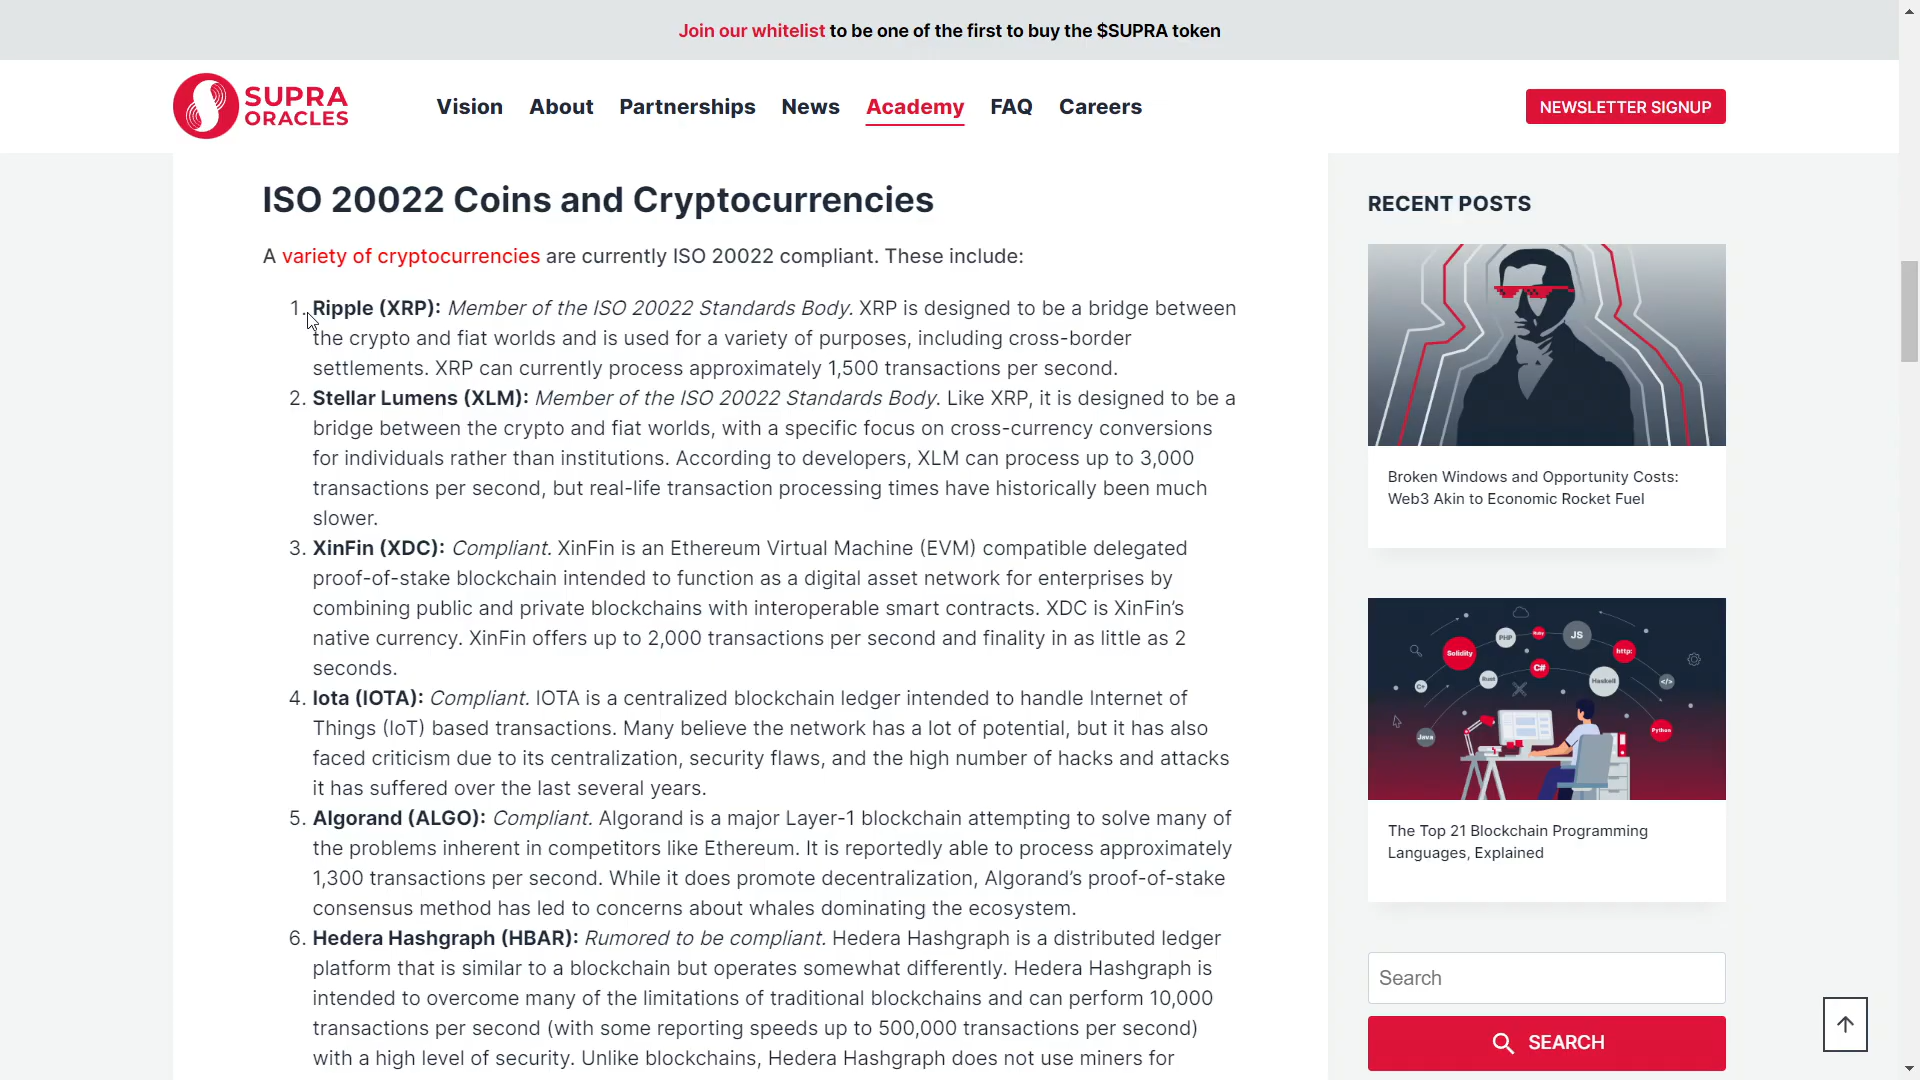 Join our whitelist to be one of the first to buy the $SUPRA token
SUPRA
ORACLES
Vision About Partnerships News Academy FAQ Careers
NEWSLETTER SIGNUP
ISO 20022 Coins and Cryptocurrencies
A variety of cryptocurrencies are currently ISO 20022 compliant. These include:
1. Ripple (XRP): Member of the ISO 20022 Standards Body. XRP is designed to be a bridge between
the crypto and fiat worlds and is used for a variety of purposes, including cross-border
settlements. XRP can currently process approximately 1,500 transactions per second.
2. Stellar Lumens (XLM): Member of the ISO 20022 Standards Body. Like XRP, it is designed to be a
bridge between the crypto and fiat worlds, with a specific focus on cross-currency conversions
for individuals rather than institutions. According to developers, XLM can process up to 3,000
transactions per second, but real-life transaction processing times have historically been much
slower.
3. XinFin (XDC): Compliant. XinFin is an Ethereum Virtual Machine (EVM) compatible delegated
proof-of-stake blockchain intended to function as a digital asset network for enterprises by
combining public and private blockchains with interoperable smart contracts. XDC is XinFin's
native currency. XinFin offers up to 2,000 transactions per second and finality in as little as 2
seconds.
4. Iota (IOTA): Compliant. IOTA is a centralized blockchain ledger intended to handle Internet of
Things (IoT) based transactions. Many believe the network has a lot of potential, but it has also
faced criticism due to its centralization, security flaws, and the high number of hacks and attacks
it has suffered over the last several years.
5. Algorand (ALGO): Compliant. Algorand is a major Layer-1 blockchain attempting to solve many of
the problems inherent in competitors like Ethereum. It is reportedly able to process approximately
1,300 transactions per second. While it does promote decentralization, Algorand's proof-of-stake
consensus method has led to concerns about whales dominating the ecosystem.
6. Hedera Hashgraph (HBAR): Rumored to be compliant. Hedera Hashgraph is a distributed ledger
platform that is similar to a blockchain but operates somewhat differently. Hedera Hashgraph is
intended to overcome many of the limitations of traditional blockchains and can perform 10,000
transactions per second (with some reporting speeds up to 500,000 transactions per second)
with a high level of security. Unlike blockchains, Hedera Hashgraph does not use miners for
RECENT POSTS
Broken Windows and Opportunity Costs:
Web3 Akin to Economic Rocket Fuel
PHP
Ruby
JS
Solidity
http:
C#
Rust
Haskell
C+
</>
Java
Python
The Top 21 Blockchain Programming
Languages, Explained
Search
SEARCH